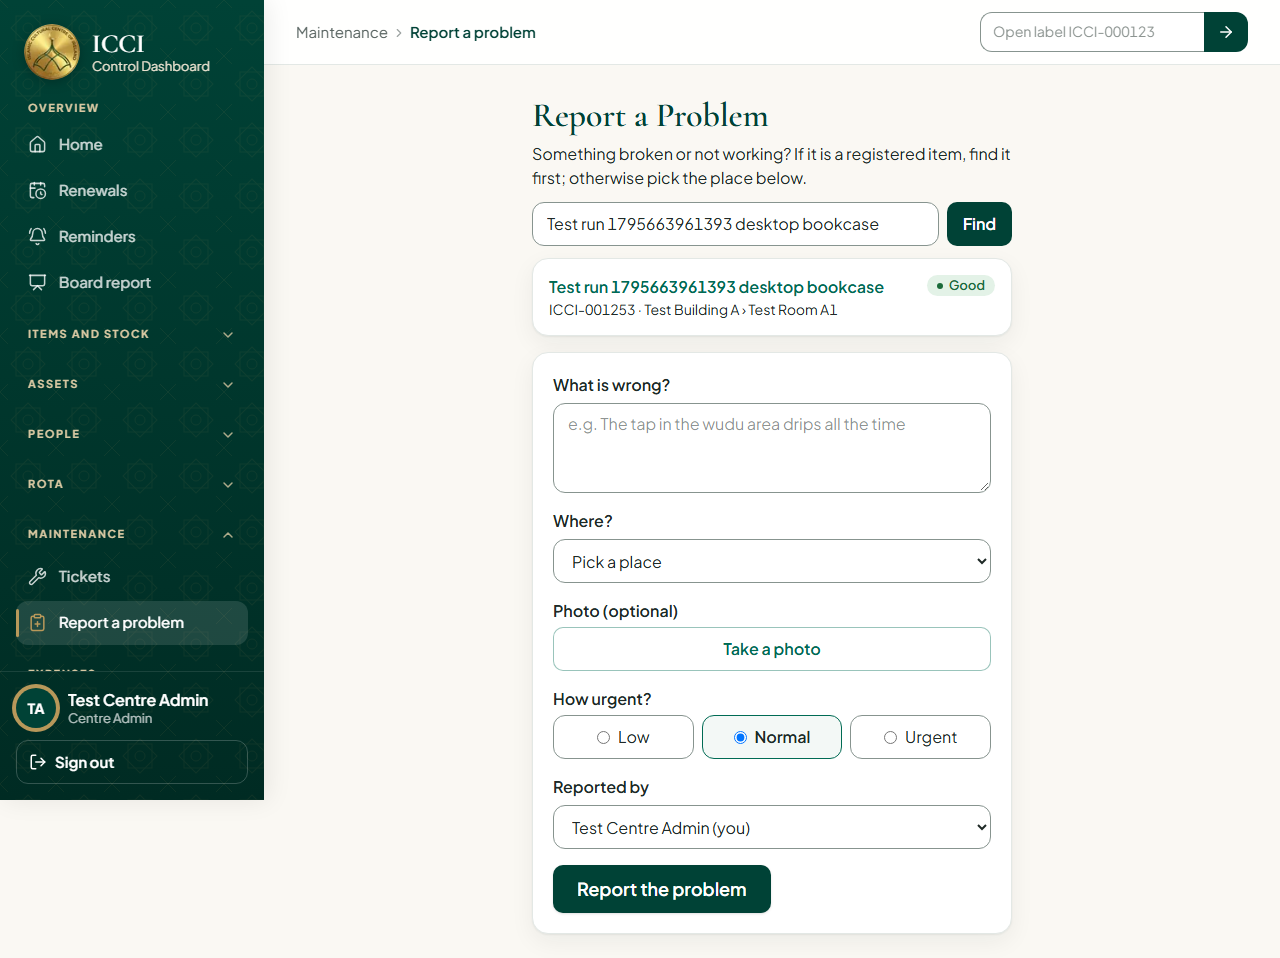 ICCI
Control Dashboard
Maintenance › Report a problem
Open label ICCI-000123
OVERVIEW
Home
Renewals
Reminders
Board report
ITEMS AND STOCK
ASSETS
PEOPLE
ROTA
MAINTENANCE
Tickets
Report a problem
TA
Test Centre Admin
Centre Admin
Sign out
Report a Problem
Something broken or not working? If it is a registered item, find it
first; otherwise pick the place below.
Test run 1795663961393 desktop bookcase
Find
Test run 1795663961393 desktop bookcase
Good
ICCI-001253 · Test Building A › Test Room A1
What is wrong?
e.g. The tap in the wudu area drips all the time
Where?
Pick a place
Photo (optional)
Take a photo
How urgent?
Low
Normal
Urgent
Reported by
Test Centre Admin (you)
Report the problem